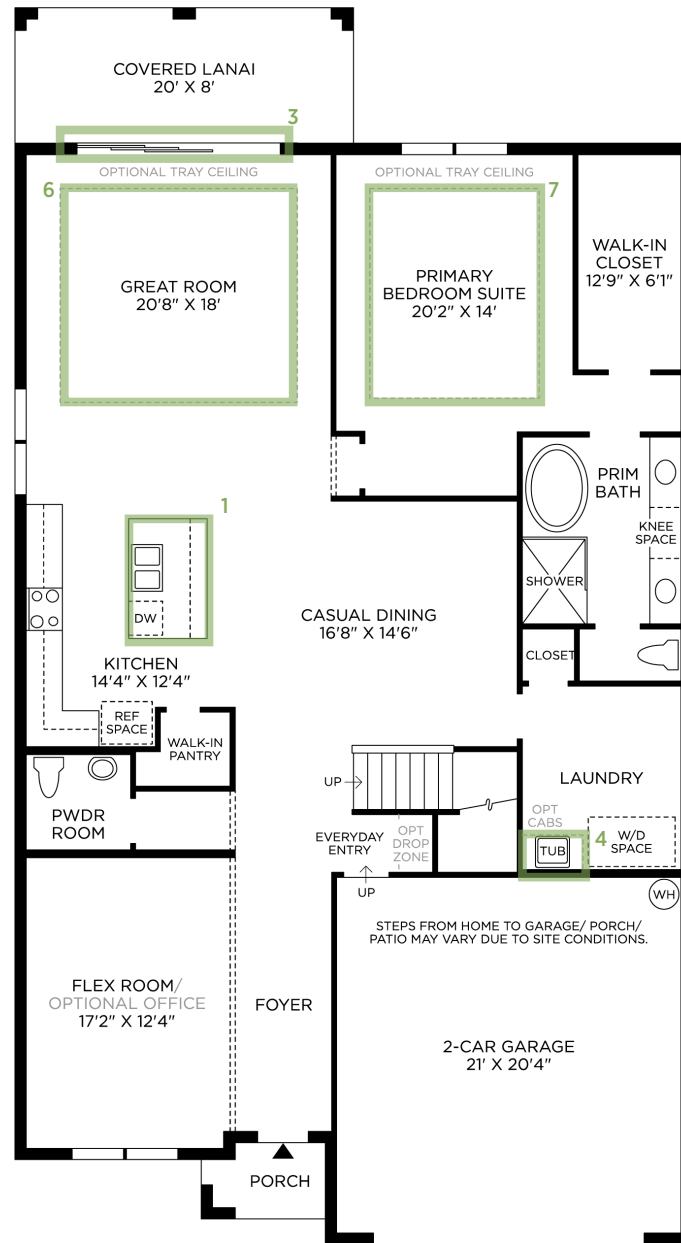 COVERED LANAI
20' X 8'
3
OPTIONAL TRAY CEILING
OPTIONAL TRAY CEILING
6
7
GREAT ROOM
20'8" X 18'
PRIMARY
BEDROOM SUITE
20'2" X 14'
WALK-IN
CLOSET
12'9" X 6'1"
1
DW
PRIM
BATH
KNEE
SPACE
SHOWER
CASUAL DINING
16'8" X 14'6"
CLOSET
KITCHEN
14'4" X 12'4"
REF
SPACE
WALK-IN
PANTRY
UP
LAUNDRY
PWDR
ROOM
EVERYDAY
ENTRY
OPT
DROP
ZONE
OPT
CABS
TUB
4
W/D
SPACE
UP
WH
STEPS FROM HOME TO GARAGE/ PORCH/
PATIO MAY VARY DUE TO SITE CONDITIONS.
FLEX ROOM/
OPTIONAL OFFICE
17'2" X 12'4"
FOYER
2-CAR GARAGE
21' X 20'4"
PORCH